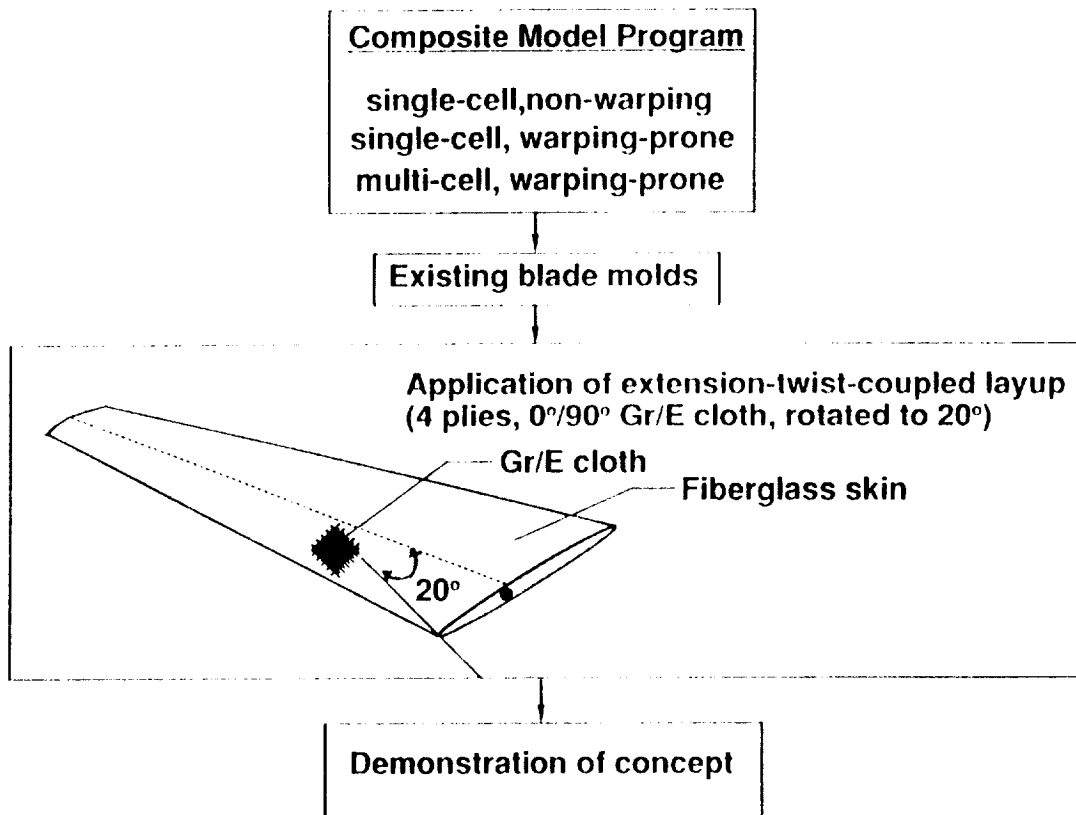 Composite Model Program
single-cell,non-warping
single-cell, warping-prone
multi-cell, warping-prone
Existing blade molds
Application of extension-twist-coupled layup
(4 plies, 0°/90° Gr/E cloth, rotated to 20°)
Gr/E cloth
Fiberglass skin
20°
Demonstration of concept